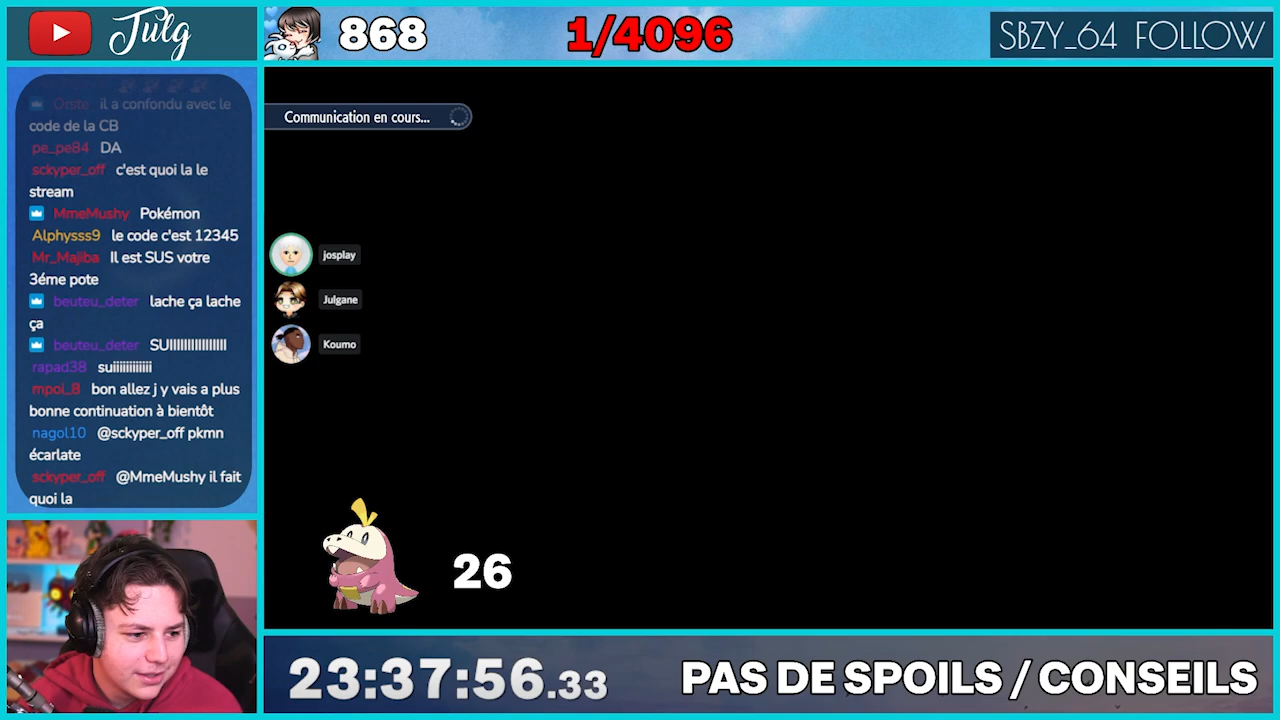 Julg
868
1/4096
SBZY_64 FOLLOW
Orste il a confondu avec le
code de la CB
pe_pe84 DA
sckyper_off c'est quoi la le
stream
MmeMushy Pokémon
Alphysss9 le code c'est 12345
Mr_Majiba Il est SUS votre
3éme pote
beuteu_deter lache ça lache
ça
beuteu_deter SUIIIIIIIIIIIIIIII
rapad38 suiiiiiiiiiiii
mpoi_8 bon allez j y vais a plus
bonne continuation à bientôt
nagol10 @sckyper_off pkmn
écarlate
sckyper_off @MmeMushy il fait
quoi la
Communication en cours...
josplay
Julgane
Koumo
26
23:37:56.33
PAS DE SPOILS / CONSEILS